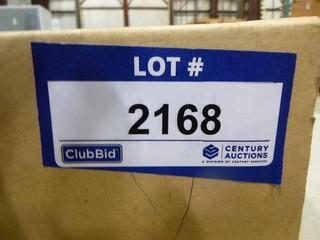 LOT #
2168
ClubBid
CENTURY
AUCTIONS
A DIVISION OF CENTURY SERVICES